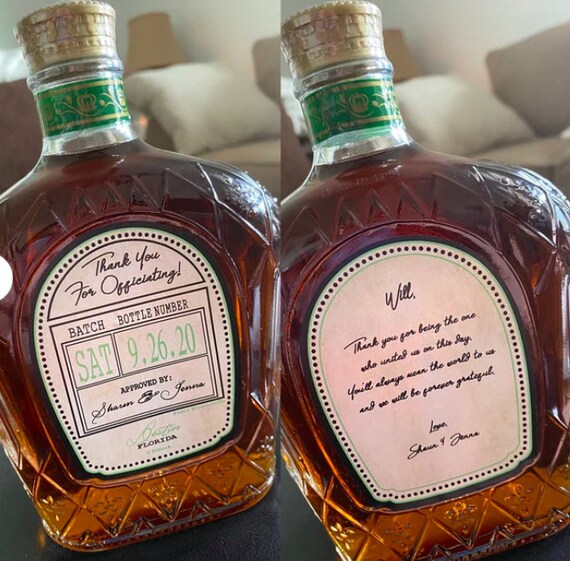 Thank You
For Officiating!
BATCH BOTTLE NUMBER
SAT 9.26.20
APPROVED BY:
Shaun & Jenna
FLORIDA
Will,
Thank you for being the one
who united us on this day.
You'll always mean the world to us
and we will be forever grateful.
Love,
Shaun & Jenna